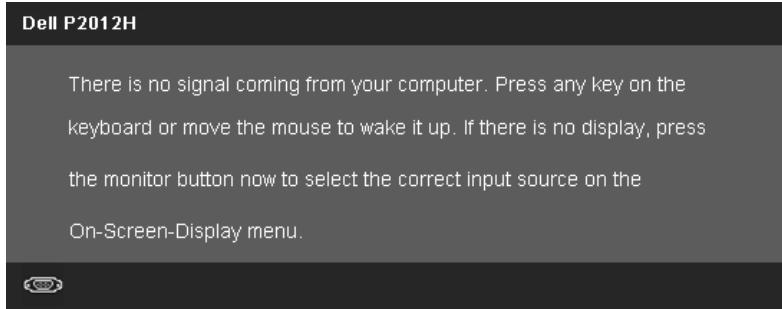 Dell P2012H
There is no signal coming from your computer. Press any key on the
keyboard or move the mouse to wake it up. If there is no display, press
the monitor button now to select the correct input source on the
On-Screen-Display menu.